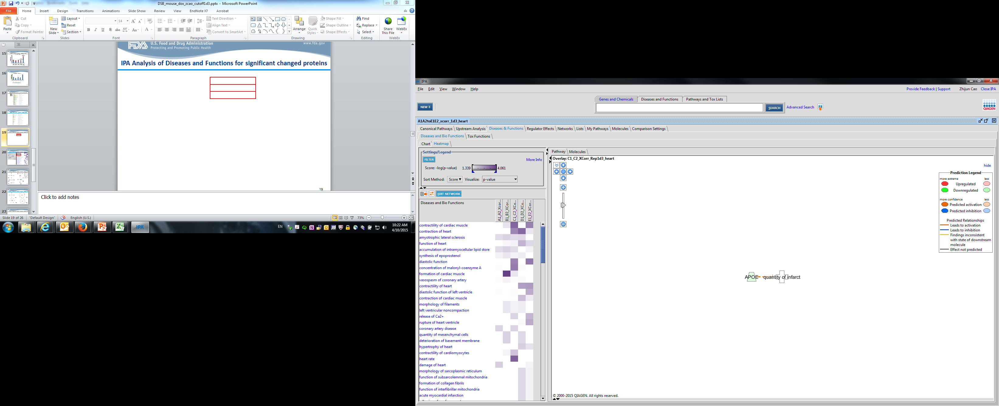 DSB_mouse_dox_zcao_cutoff1d3.pptx - Microsoft PowerPoint
File Home Insert Design Transitions Animations Slide Show Review View EndNote X7 Acrobat
Paste
Cut
Copy
Format Painter
Clipboard
New Slide
Layout
Reset
Section
Slides
14
B I U S abc AV Aa A
Font
Text Direction
Align Text
Convert to SmartArt
Paragraph
Arrange
Quick Styles
Shape Fill
Shape Outline
Shape Effects
Drawing
Find
Replace
Select
Editing
Share This File
WebEx
WebEx
15
16
17
18
19
20
21
22
23
FDA U.S. Food and Drug Administration
Protecting and Promoting Public Health
www.fda.gov
IPA Analysis of Diseases and Functions for significant changed proteins
19
Click to add notes
Slide 19 of 26 "Default Design" English (U.S.) 73%
IPA
EN
10:22 AM
4/10/2015
IPA
File Edit View Window Help
Provide Feedback | Support Zhijun Cao Close IPA
Genes and Chemicals Diseases and Functions Pathways and Tox Lists
NEW
SEARCH
Advanced Search
QIAGEN
A1A2toE1E2_xcorr_1d3_heart
Canonical Pathways Upstream Analysis Diseases & Functions Regulator Effects Networks Lists My Pathways Molecules Comparison Settings
Diseases and Bio Functions Tox Functions
Chart Heatmap
Settings/Legend
FILTER
More Info
Score: -log(p-value) 1.339 4.061
Sort Method: Score Visualize: p-value
EDIT NETWORK
Diseases and Bio Functions
A1_A2_Xcor...
B1_B2_XCor...
C1_C2_XCo...
D1_D2_XCo...
E1_E2_XCor...
contractility of cardiac muscle
contraction of heart
amyotrophic lateral sclerosis
function of heart
accumulation of intramyocellular lipid store
synthesis of epoprostenol
diastolic function
concentration of malonyl-coenzyme A
formation of cardiac muscle
vasospasm of coronary artery
contractility of heart
diastolic function of left ventricle
contraction of cardiac muscle
morphology of filaments
left ventricular noncompaction
release of Ca2+
rupture of heart ventricle
coronary artery disease
quantity of mesenchymal cells
deterioration of basement membrane
hypertrophy of heart
contractility of cardiomyocytes
heart rate
damage of heart
morphology of sarcoplasmic reticulum
function of subsarcolemmal mitochondria
formation of collagen fibrils
function of interfibrillar mitochondria
acute myocardial infarction
Pathway Molecules
Overlay: C1_C2_XCorr_Rep1d3_heart
hide
Prediction Legend
more extreme less
Upregulated
Downregulated
more confidence less
Predicted activation
Predicted inhibition
Predicted Relationships
Leads to activation
Leads to inhibition
Findings inconsistent
with state of downstream
molecule
Effect not predicted
APOE quantity of infarct
© 2000-2015 QIAGEN. All rights reserved.